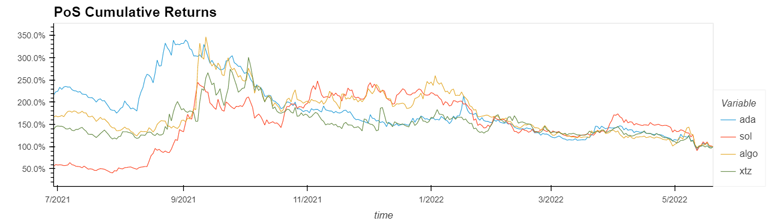 PoS Cumulative Returns
350.0%
300.0%
250.0%
200.0%
150.0%
100.0%
50.0%
7/2021 9/2021 11/2021 1/2022 3/2022 5/2022
time
Variable
ada
sol
algo
xtz